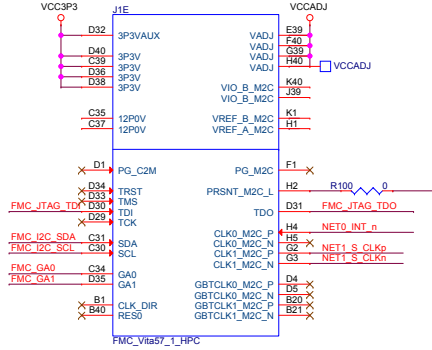 VCC3P3 VCCADJ
J1E
D32 3P3VAUX VADJ E39
VADJ F40
D40 3P3V VADJ G39
C39 3P3V VADJ H40 VCCADJ
D36 3P3V
D38 3P3V VIO_B_M2C K40
VIO_B_M2C J39
C35 12P0V VREF_B_M2C K1
C37 12P0V VREF_A_M2C H1
D1 PG_C2M PG_M2C F1
D34 TRST PRSNT_M2C_L H2 R100 0
D33 TMS
FMC_JTAG_TDI D30 TDI TDO D31 FMC_JTAG_TDO
D29 TCK
CLK0_M2C_P H4 NET0_INT_n
FMC_I2C_SDA C31 SDA CLK0_M2C_N H5
FMC_I2C_SCL C30 SCL CLK1_M2C_P G2 NET1_S_CLKp
CLK1_M2C_N G3 NET1_S_CLKn
FMC_GA0 C34 GA0
FMC_GA1 D35 GA1 GBTCLK0_M2C_P D4
GBTCLK0_M2C_N D5
B1 CLK_DIR GBTCLK1_M2C_P B20
B40 RES0 GBTCLK1_M2C_N B21
FMC_Vita57_1_HPC